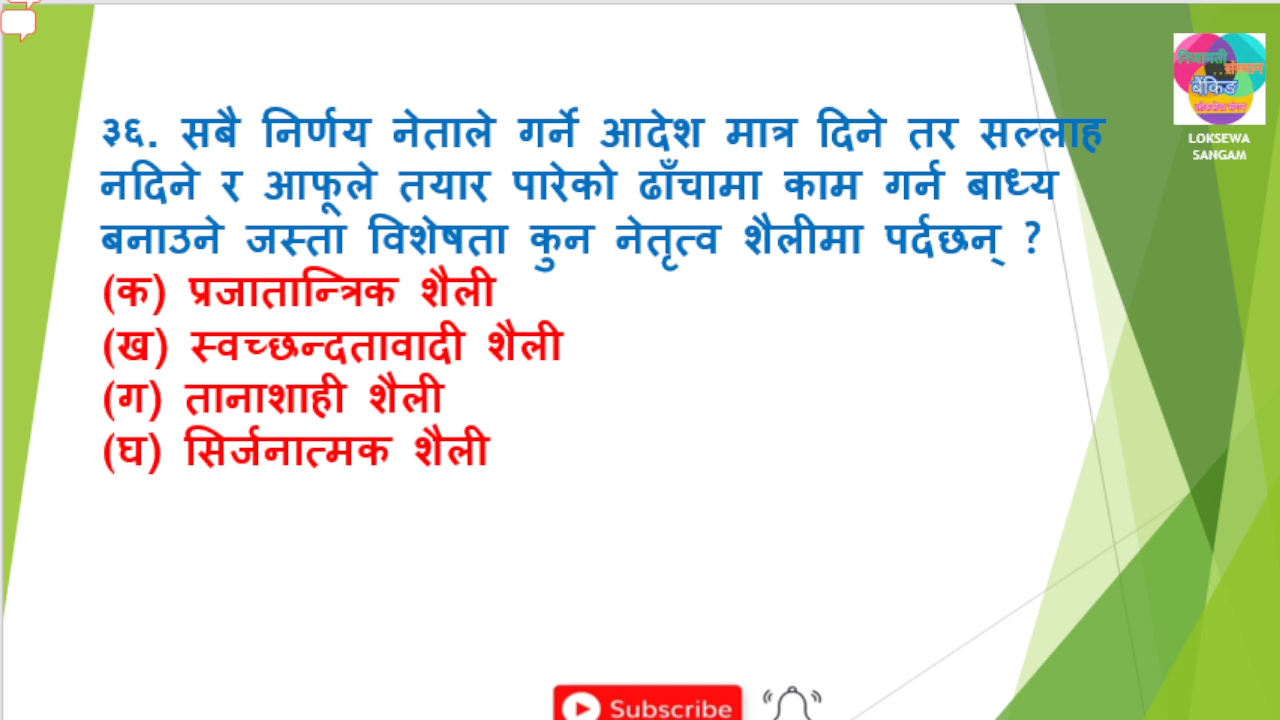 ३६. सबै निर्णय नेताले गर्ने आदेश मात्र दिने तर सल्लाह
नदिने र आफूले तयार पारेको ढाँचामा काम गर्न बाध्य
बनाउने जस्ता विशेषता कुन नेतृत्व शैलीमा पर्दछन् ?
(क) प्रजातान्त्रिक शैली
(ख) स्वच्छन्दतावादी शैली
(ग) तानाशाही शैली
(घ) सिर्जनात्मक शैली
निजामती
संस्थान
बैंकिङ
LOKSEWA
SANGAM
Subscribe